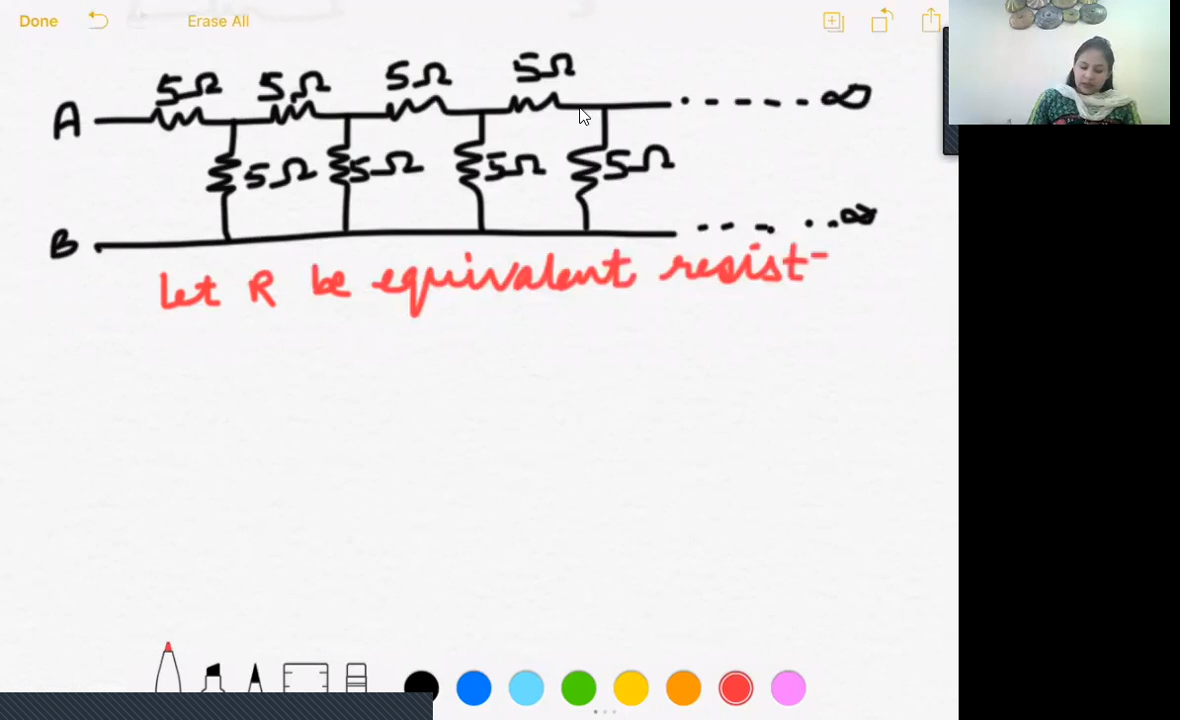 Done Erase All
5Ω 5Ω 5Ω 5Ω
A ∞
5Ω 5Ω 5Ω 5Ω
B ∞
Let R be equivalent resist-